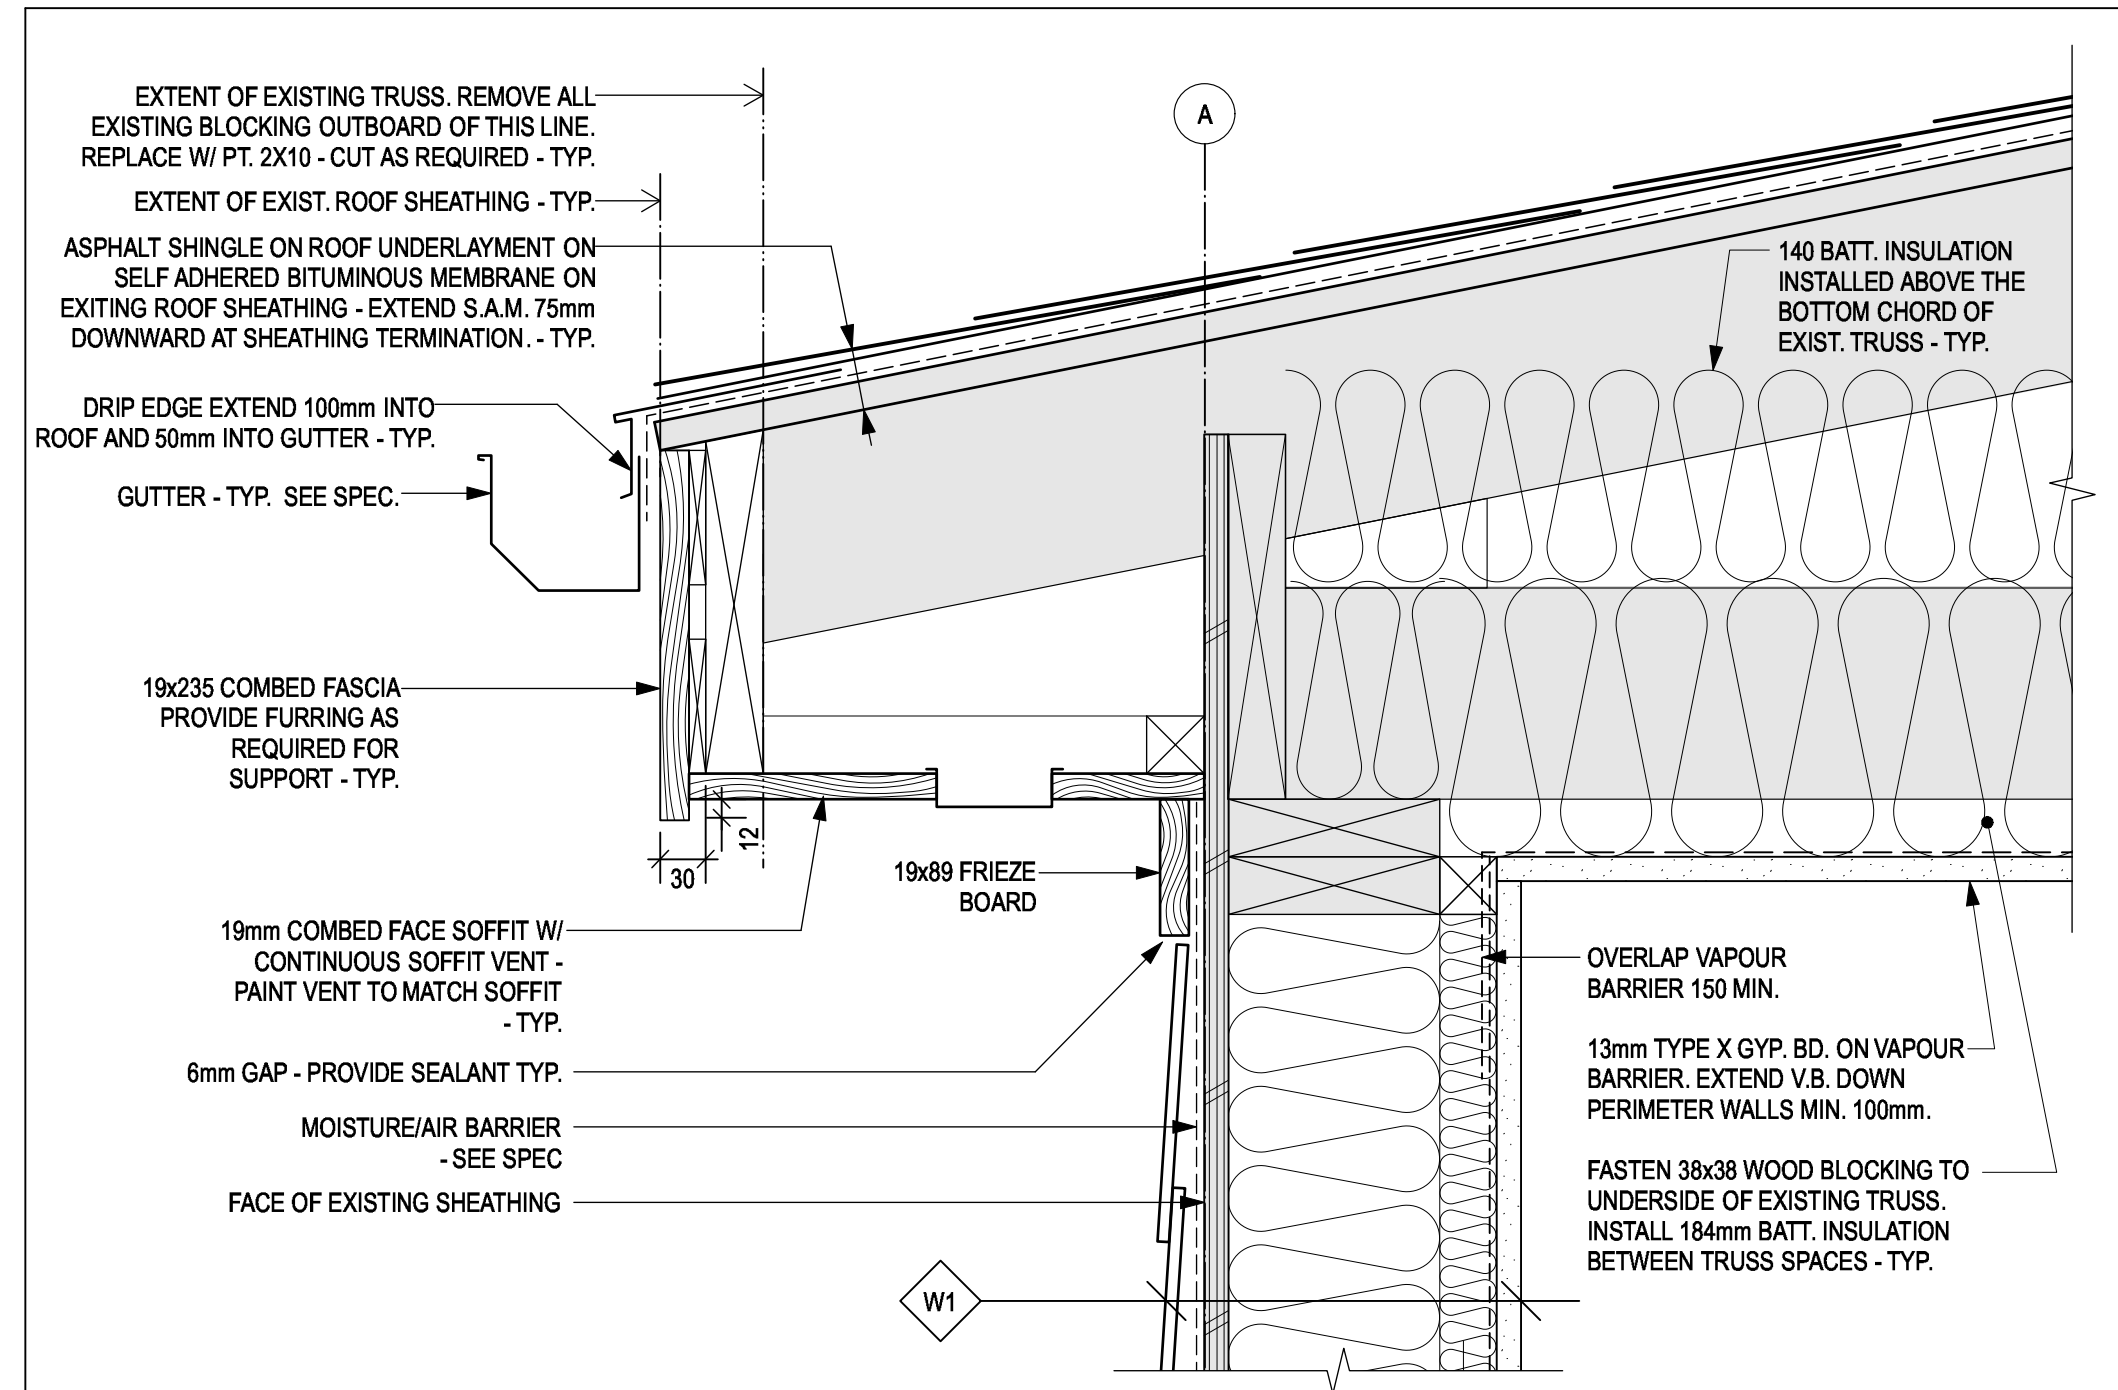 EXTENT OF EXISTING TRUSS. REMOVE ALL
EXISTING BLOCKING OUTBOARD OF THIS LINE.
REPLACE W/ PT. 2X10 - CUT AS REQUIRED - TYP.
EXTENT OF EXIST. ROOF SHEATHING - TYP.
ASPHALT SHINGLE ON ROOF UNDERLAYMENT ON
SELF ADHERED BITUMINOUS MEMBRANE ON
EXITING ROOF SHEATHING - EXTEND S.A.M. 75mm
DOWNWARD AT SHEATHING TERMINATION. - TYP.
DRIP EDGE EXTEND 100mm INTO
ROOF AND 50mm INTO GUTTER - TYP.
GUTTER - TYP. SEE SPEC.
19x235 COMBED FASCIA
PROVIDE FURRING AS
REQUIRED FOR
SUPPORT - TYP.
12
30
19mm COMBED FACE SOFFIT W/
CONTINUOUS SOFFIT VENT -
PAINT VENT TO MATCH SOFFIT
- TYP.
6mm GAP - PROVIDE SEALANT TYP.
MOISTURE/AIR BARRIER
- SEE SPEC
FACE OF EXISTING SHEATHING
A
19x89 FRIEZE
BOARD
W1
140 BATT. INSULATION
INSTALLED ABOVE THE
BOTTOM CHORD OF
EXIST. TRUSS - TYP.
OVERLAP VAPOUR
BARRIER 150 MIN.
13mm TYPE X GYP. BD. ON VAPOUR
BARRIER. EXTEND V.B. DOWN
PERIMETER WALLS MIN. 100mm.
FASTEN 38x38 WOOD BLOCKING TO
UNDERSIDE OF EXISTING TRUSS.
INSTALL 184mm BATT. INSULATION
BETWEEN TRUSS SPACES - TYP.